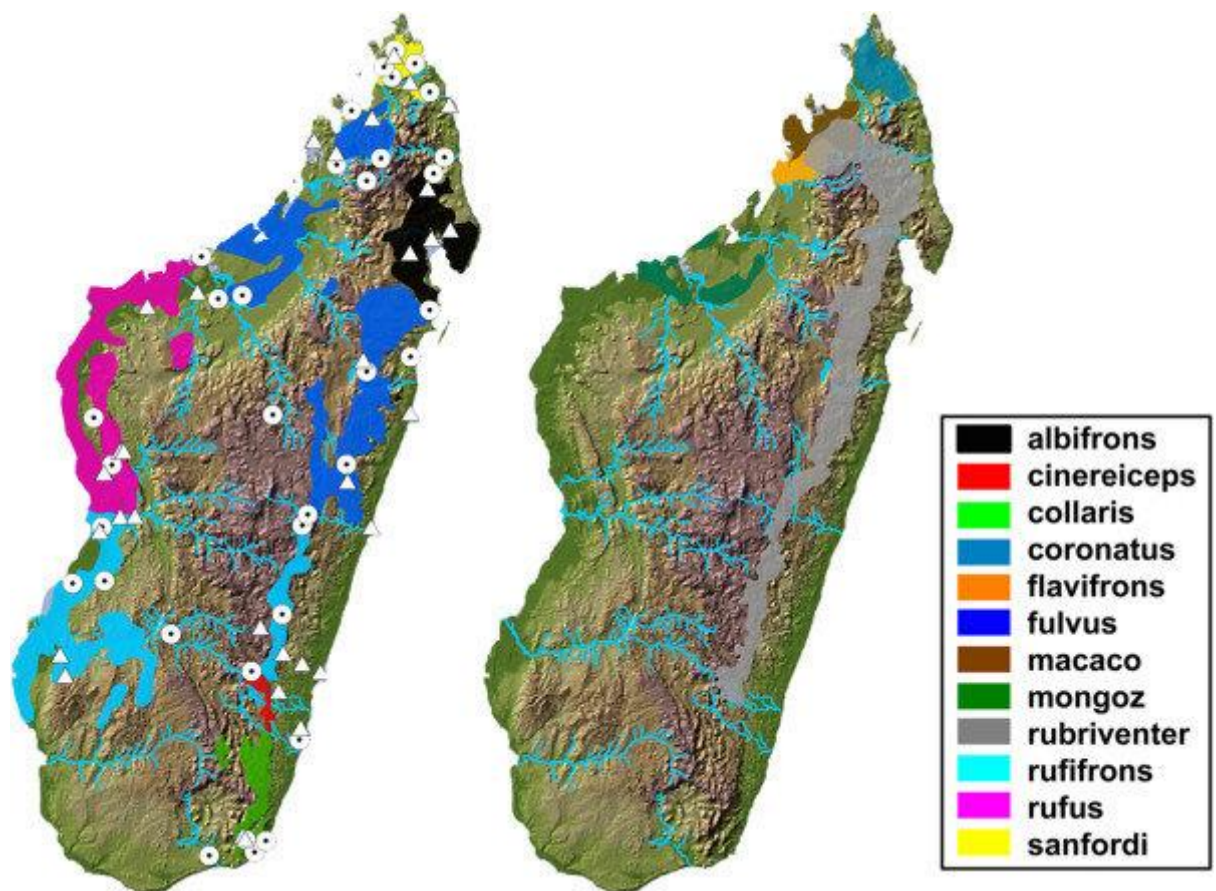 albifrons
cinereiceps
collaris
coronatus
flavifrons
fulvus
macaco
mongoz
rubriventer
rufifrons
rufus
sanfordi